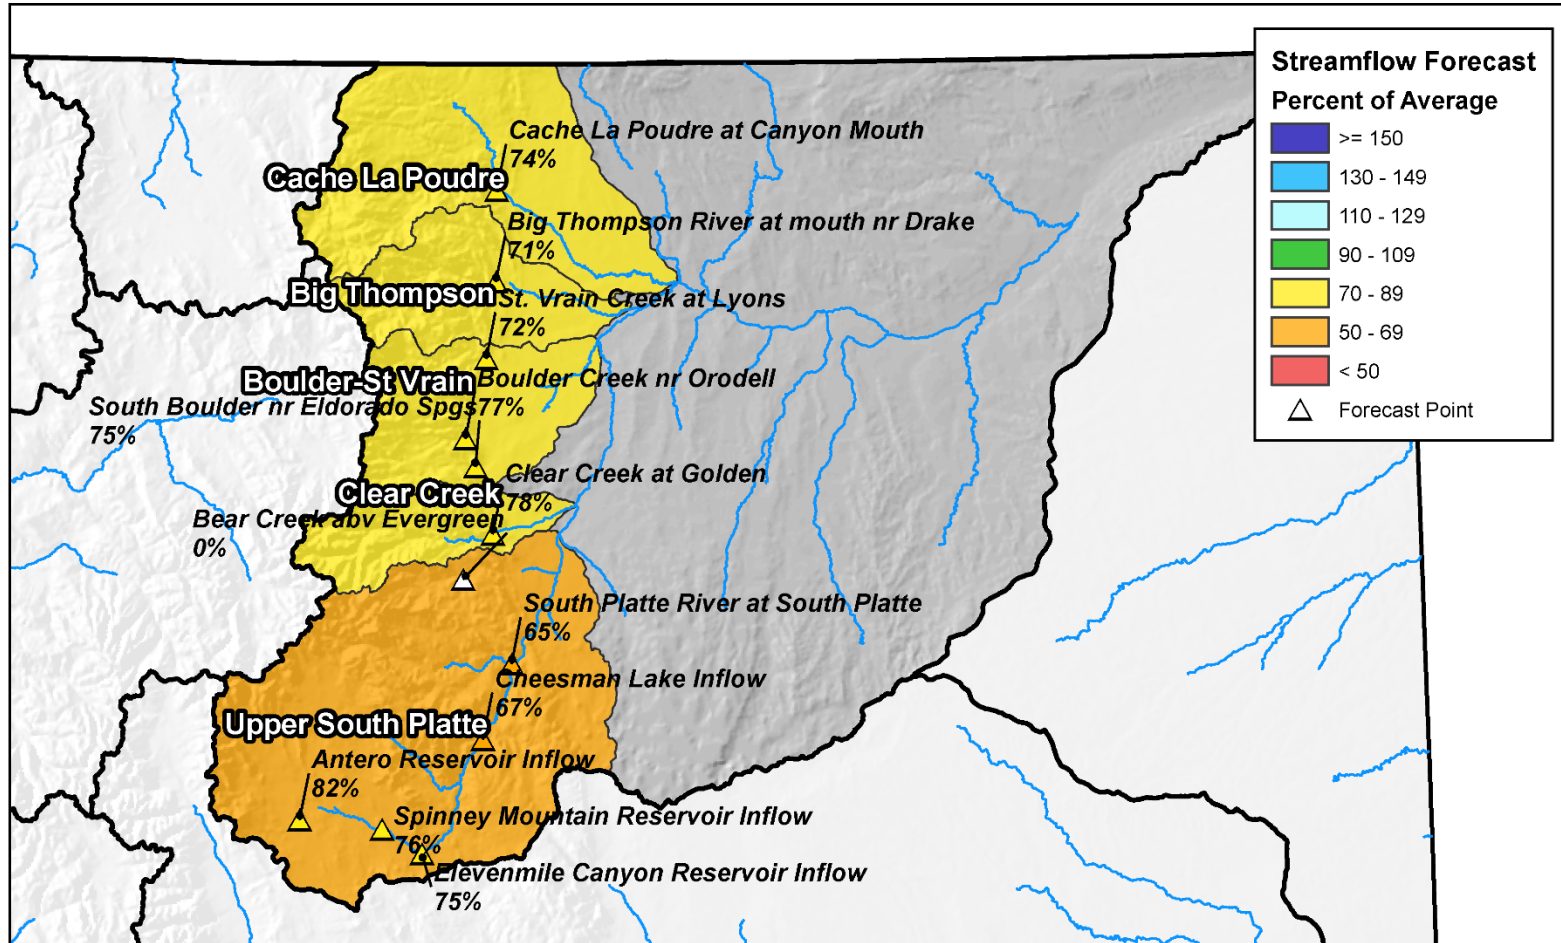 Streamflow Forecast
Percent of Average
>= 150
130 - 149
110 - 129
90 - 109
70 - 89
50 - 69
< 50
Forecast Point
Cache La Poudre at Canyon Mouth
74%
Cache La Poudre
Big Thompson River at mouth nr Drake
71%
Big Thompson
St. Vrain Creek at Lyons
72%
Boulder-St Vrain
Boulder Creek nr Orodell
77%
South Boulder nr Eldorado Spgs
75%
Clear Creek at Golden
78%
Clear Creek
Bear Creek abv Evergreen
0%
South Platte River at South Platte
65%
Cheesman Lake Inflow
67%
Upper South Platte
Antero Reservoir Inflow
82%
Spinney Mountain Reservoir Inflow
76%
Elevenmile Canyon Reservoir Inflow
75%